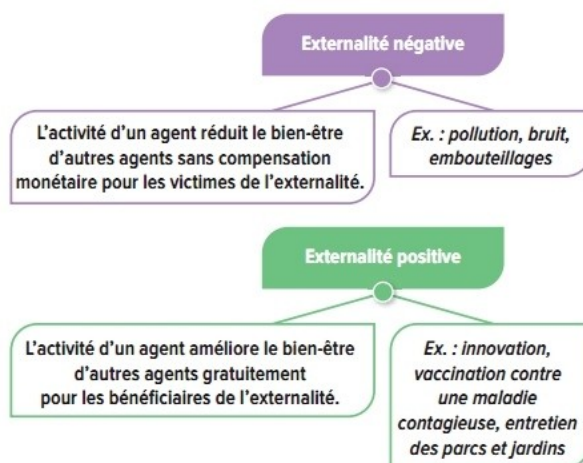 Externalité négative
L'activité d'un agent réduit le bien-être
d'autres agents sans compensation
monétaire pour les victimes de l'externalité.
Ex. : pollution, bruit,
embouteillages
Externalité positive
L'activité d'un agent améliore le bien-être
d'autres agents gratuitement
pour les bénéficiaires de l'externalité.
Ex. : innovation,
vaccination contre
une maladie
contagieuse, entretien
des parcs et jardins